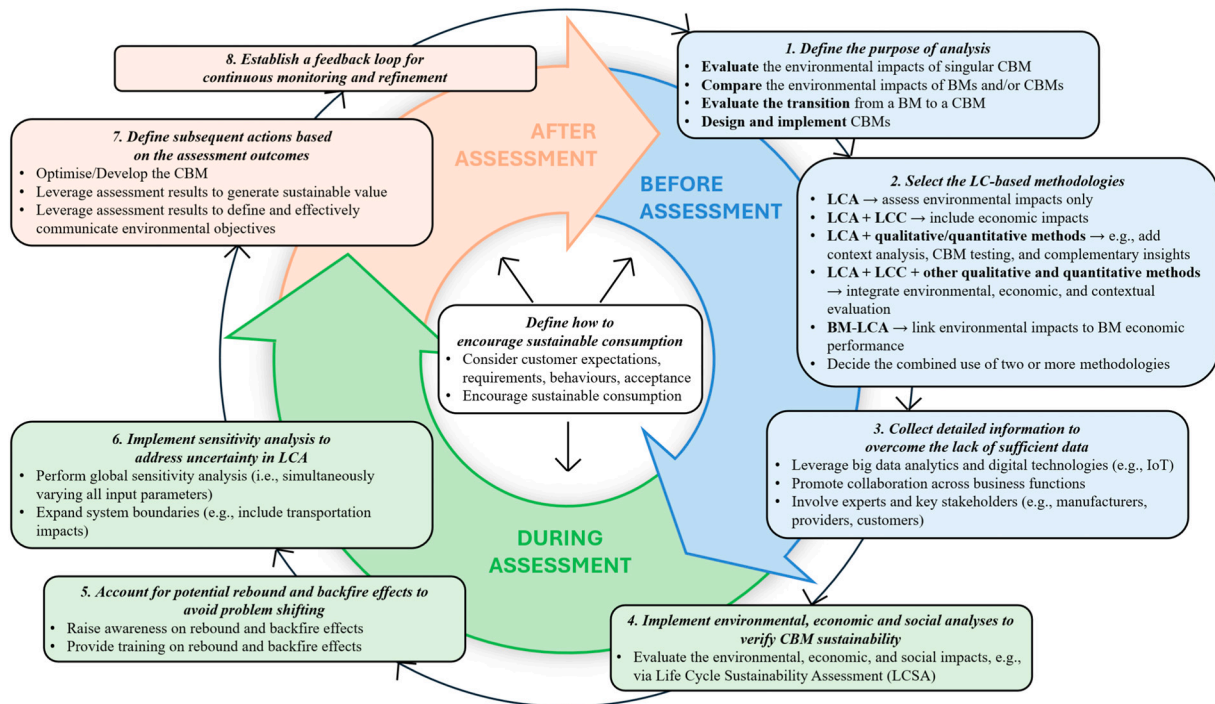 8. Establish a feedback loop for
continuous monitoring and refinement
1. Define the purpose of analysis
• Evaluate the environmental impacts of singular CBM
• Compare the environmental impacts of BMs and/or CBMs
• Evaluate the transition from a BM to a CBM
• Design and implement CBMs
7. Define subsequent actions based
on the assessment outcomes
• Optimise/Develop the CBM
• Leverage assessment results to generate sustainable value
• Leverage assessment results to define and effectively
communicate environmental objectives
AFTER
ASSESSMENT
BEFORE
ASSESSMENT
2. Select the LC-based methodologies
• LCA → assess environmental impacts only
• LCA + LCC → include economic impacts
• LCA + qualitative/quantitative methods → e.g., add
context analysis, CBM testing, and complementary insights
• LCA + LCC + other qualitative and quantitative methods
→ integrate environmental, economic, and contextual
evaluation
• BM-LCA → link environmental impacts to BM economic
performance
• Decide the combined use of two or more methodologies
Define how to
encourage sustainable consumption
• Consider customer expectations,
requirements, behaviours, acceptance
• Encourage sustainable consumption
3. Collect detailed information to
overcome the lack of sufficient data
• Leverage big data analytics and digital technologies (e.g., IoT)
• Promote collaboration across business functions
• Involve experts and key stakeholders (e.g., manufacturers,
providers, customers)
6. Implement sensitivity analysis to
address uncertainty in LCA
• Perform global sensitivity analysis (i.e., simultaneously
varying all input parameters)
• Expand system boundaries (e.g., include transportation
impacts)
DURING
ASSESSMENT
5. Account for potential rebound and backfire effects to
avoid problem shifting
• Raise awareness on rebound and backfire effects
• Provide training on rebound and backfire effects
4. Implement environmental, economic and social analyses to
verify CBM sustainability
• Evaluate the environmental, economic, and social impacts, e.g.,
via Life Cycle Sustainability Assessment (LCSA)